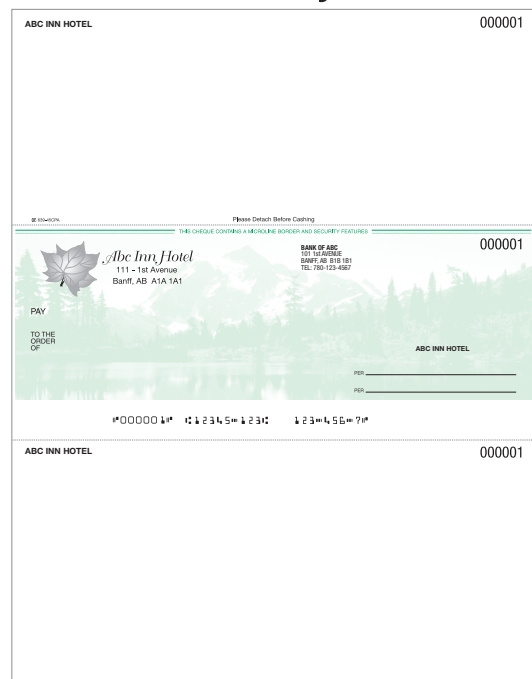 ABC INN HOTEL 000001
Please Detach Before Cashing
THIS CHEQUE CONTAINS A MICROLINE BORDER AND SECURITY FEATURES
000001
Abc Inn Hotel
111 - 1st Avenue
Banff, AB A1A 1A1
BANK OF ABC
101 1st AVENUE
BANFF, AB B1B 1B1
TEL: 780-123-4567
PAY
TO THE
ORDER
OF
ABC INN HOTEL
PER
PER
⑈000001⑈ ⑆12345⑉123⑆ 123⑉456⑉7⑈
ABC INN HOTEL 000001